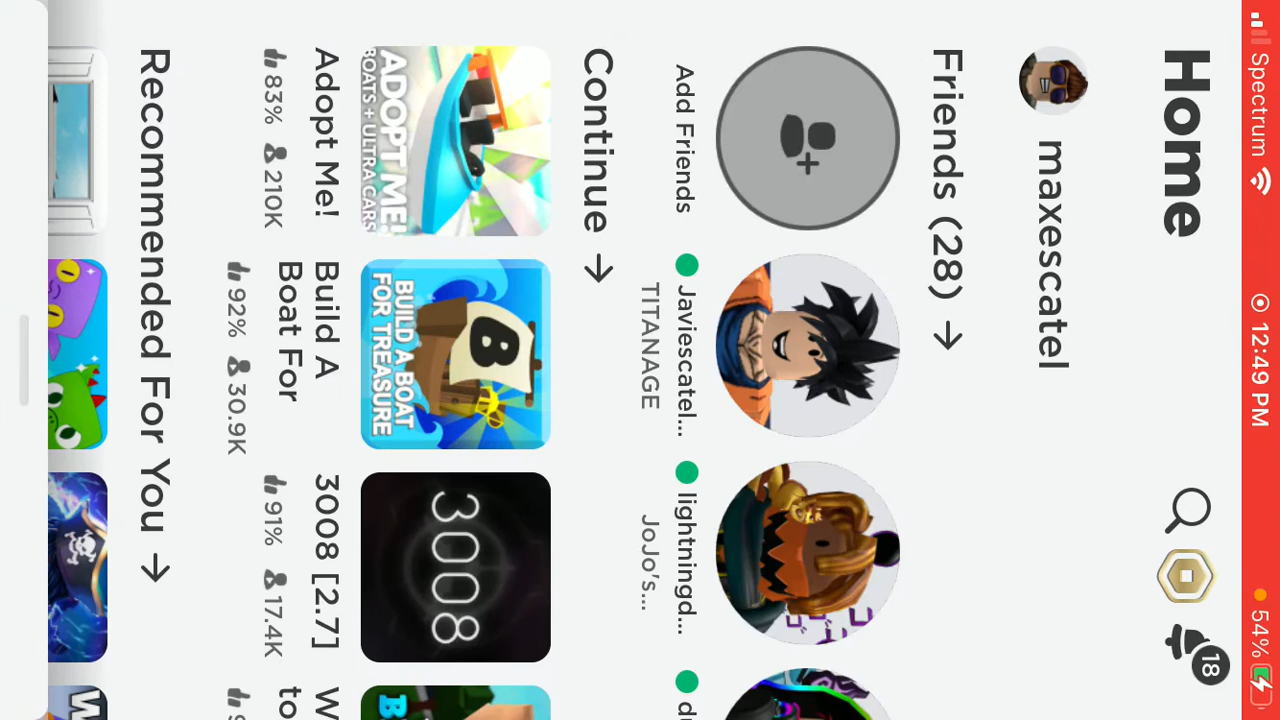 Spectrum 12:49 PM 54%
Home
18
maxescatel
Friends (28) →
Add Friends
Javiescatel...
TITANAGE
lightningd...
JoJo's...
Continue →
ADOPT ME!
BOATS + ULTRA CARS
BUILD A BOAT
FOR TREASURE
B
3008
Adopt Me!
83% 210K
Build A
Boat For
92% 30.9K
3008 [2.7]
91% 17.4K
Recommended For You →